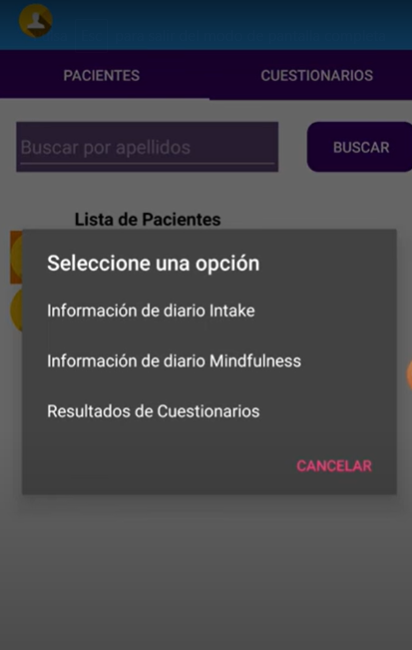 PACIENTES CUESTIONARIOS
Buscar por apellidos BUSCAR
Lista de Pacientes
Seleccione una opción
Información de diario Intake
Información de diario Mindfulness
Resultados de Cuestionarios
CANCELAR